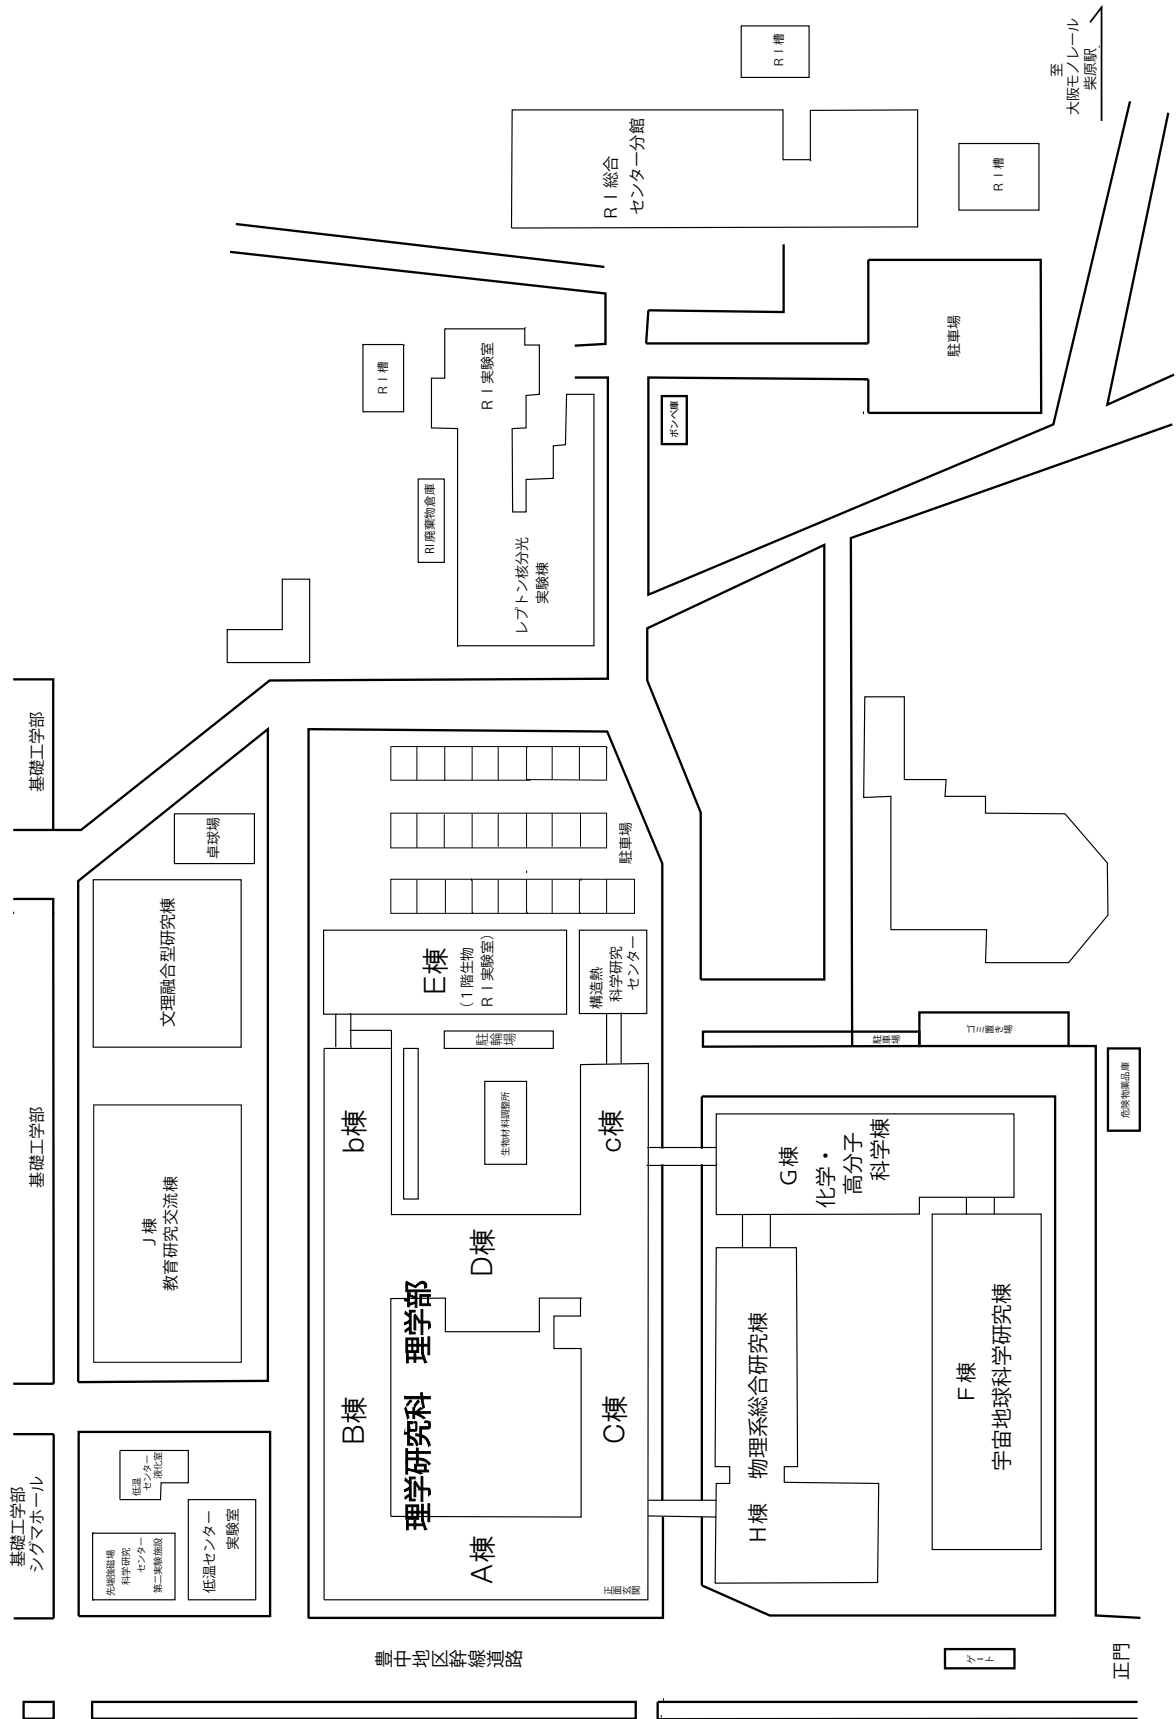 基礎工学部
シグマホール
基礎工学部
基礎工学部
先端強磁場
科学研究
センター
第二実験施設
低温
センター
液化室
低温センター
実験室
J棟
教育研究交流棟
文理融合型研究棟
卓球場
豊中地区幹線道路
A棟
B棟
理学研究科　理学部
C棟
正面
玄関
D棟
b棟
c棟
生物材料調整所
駐輪場
E棟
(1階生物
RI実験室)
構造熱
科学研究
センター
駐車場
レプトン核分光
実験棟
RI廃棄物倉庫
RI実験室
RI槽
ボンベ庫
RI総合
センター分館
RI槽
RI槽
駐車場
至
大阪モノレール
柴原駅
H棟　物理系総合研究棟
G棟
化学・
高分子
科学棟
F棟
宇宙地球科学研究棟
駐車場
ゴミ置き場
危険物薬品庫
ゲート
正門